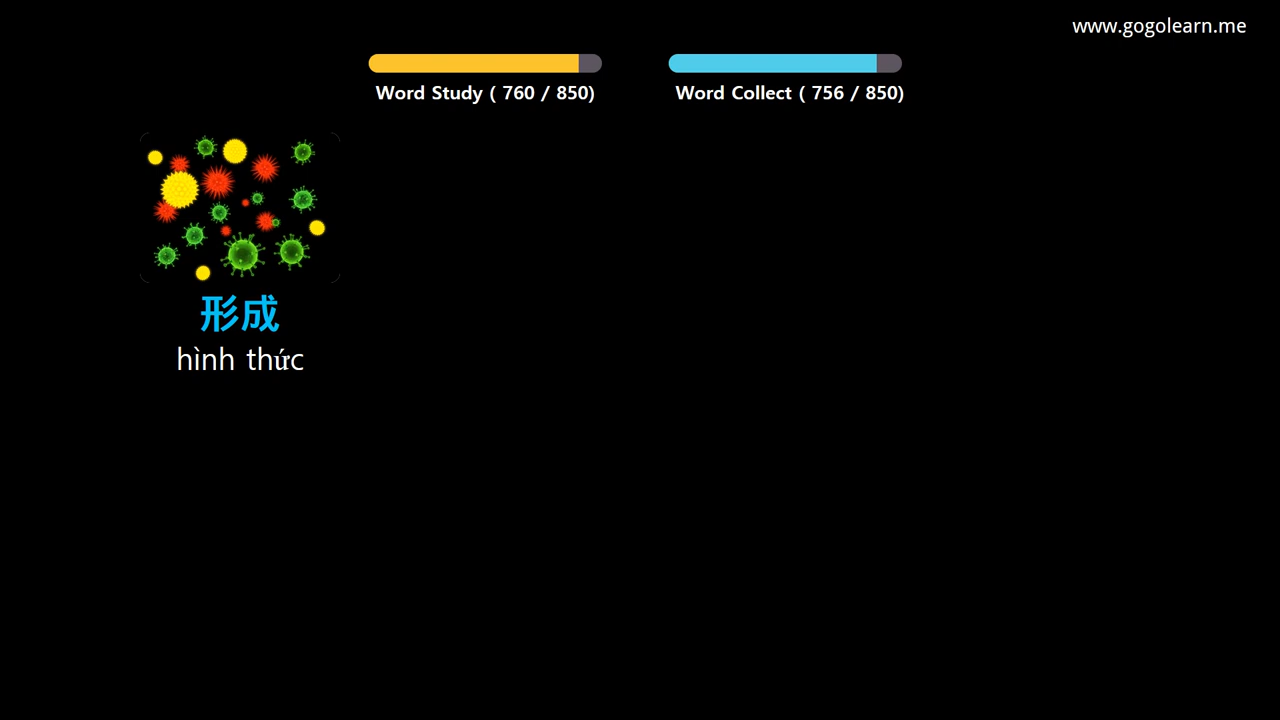 www.gogolearn.me
Word Study ( 760 / 850)
Word Collect ( 756 / 850)
形成
hình thức